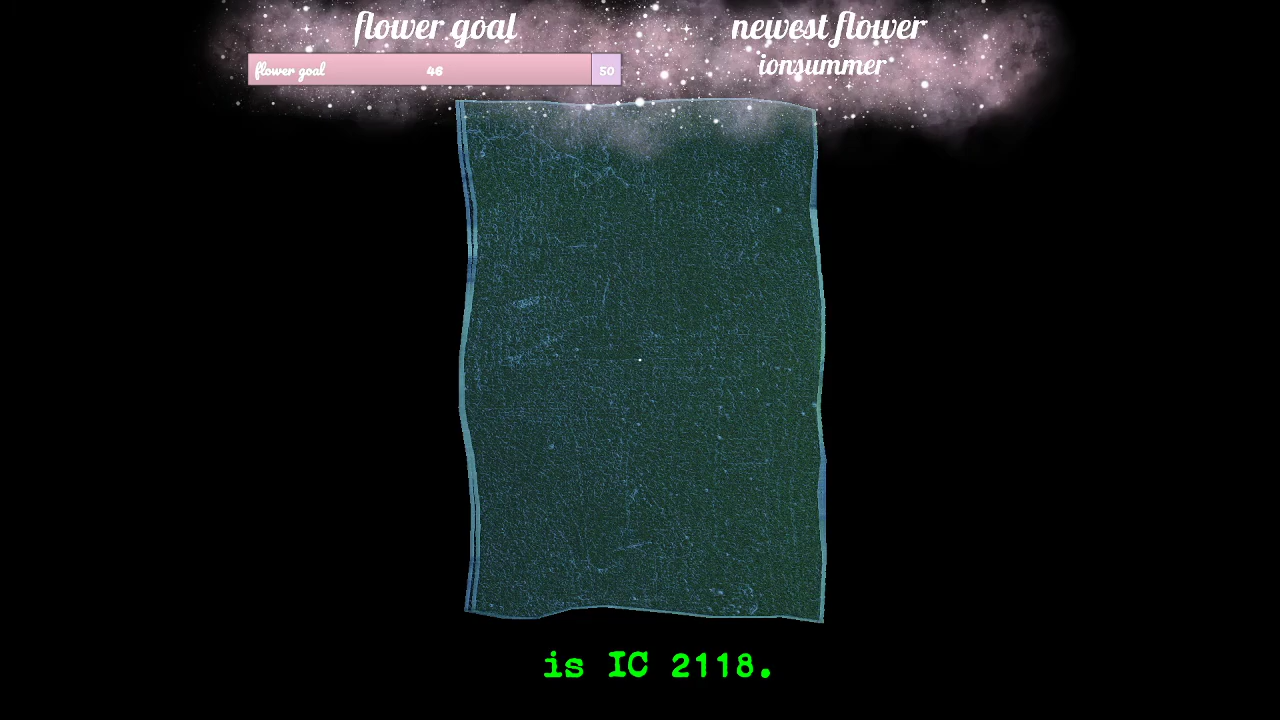 flower goal
flower goal 46 50
newest flower
ionsummer
is IC 2118.